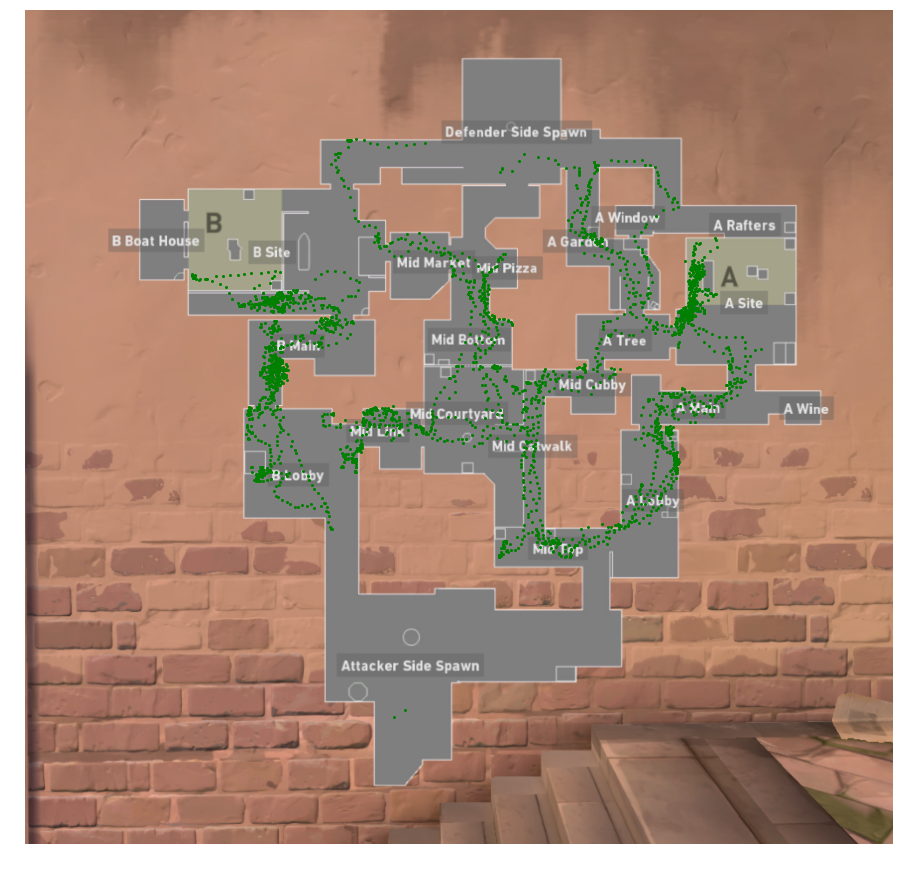 Defender Side Spawn
B
A Window
A Rafters
B Boat House
B Site
A Garden
Mid Market
Mid Pizza
A
A Site
B Main
Mid Bottom
A Tree
Mid Cubby
Mid Courtyard
A Main
A Wine
Mid Link
Mid Catwalk
B Lobby
A Lobby
Mid Top
Attacker Side Spawn